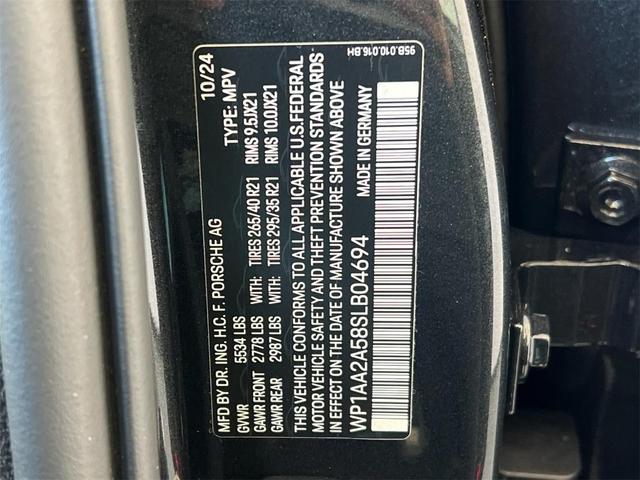 95B.010.016.BH
MFD BY DR. ING. H.C. F. PORSCHE AG 10/24
GVWR 5534 LBS TYPE: MPV
GAWR FRONT 2778 LBS WITH: TIRES 265/40 R21 RIMS 9.5JX21
GAWR REAR 2987 LBS WITH: TIRES 295/35 R21 RIMS 10.0JX21
THIS VEHICLE CONFORMS TO ALL APPLICABLE U.S.FEDERAL
MOTOR VEHICLE SAFETY AND THEFT PREVENTION STANDARDS
IN EFFECT ON THE DATE OF MANUFACTURE SHOWN ABOVE
WP1AA2A58SLB04694 MADE IN GERMANY